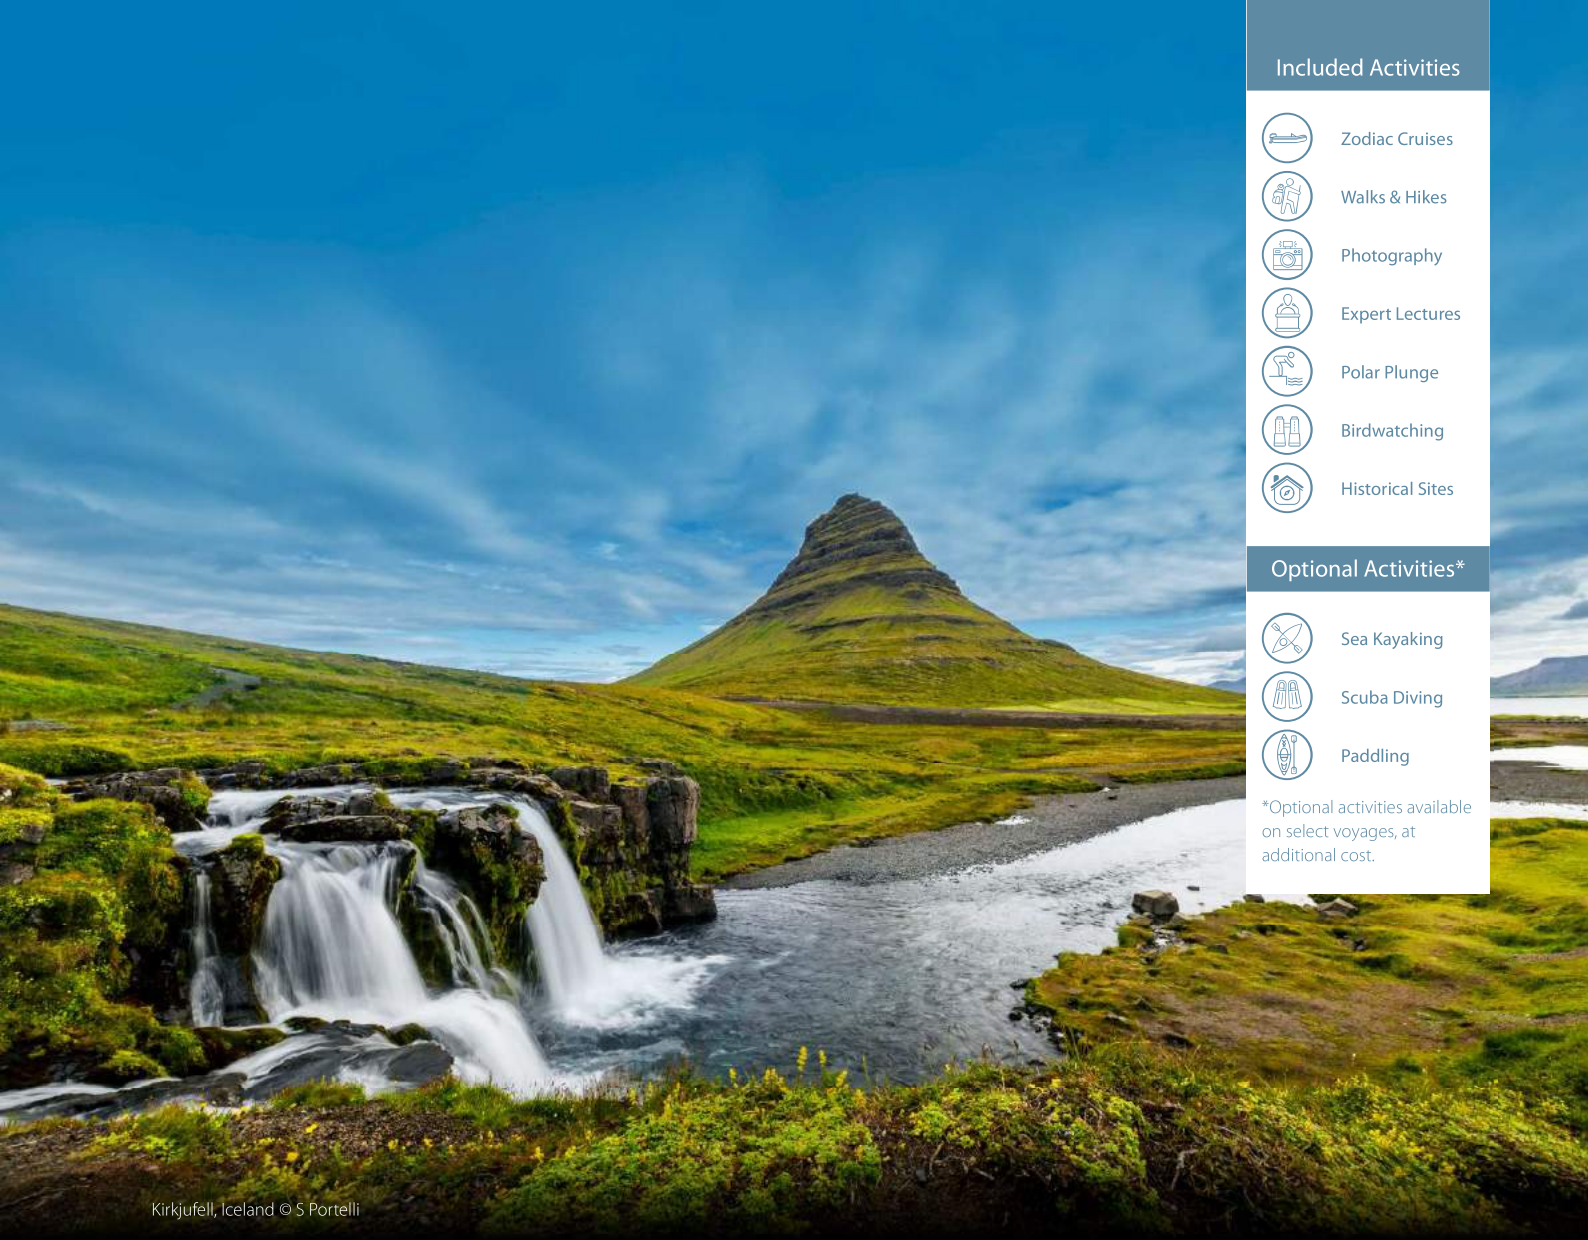 Included Activities
Zodiac Cruises
Walks & Hikes
Photography
Expert Lectures
Polar Plunge
Birdwatching
Historical Sites
Optional Activities*
Sea Kayaking
Scuba Diving
Paddling
*Optional activities available
on select voyages, at
additional cost.
Kirkjufell, Iceland © S Portelli